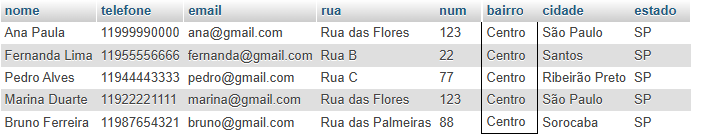 nome telefone email rua num bairro cidade estado
Ana Paula 11999990000 ana@gmail.com Rua das Flores 123 Centro São Paulo SP
Fernanda Lima 11955556666 fernanda@gmail.com Rua B 22 Centro Santos SP
Pedro Alves 11944443333 pedro@gmail.com Rua C 77 Centro Ribeirão Preto SP
Marina Duarte 11922221111 marina@gmail.com Rua das Flores 123 Centro São Paulo SP
Bruno Ferreira 11987654321 bruno@gmail.com Rua das Palmeiras 88 Centro Sorocaba SP